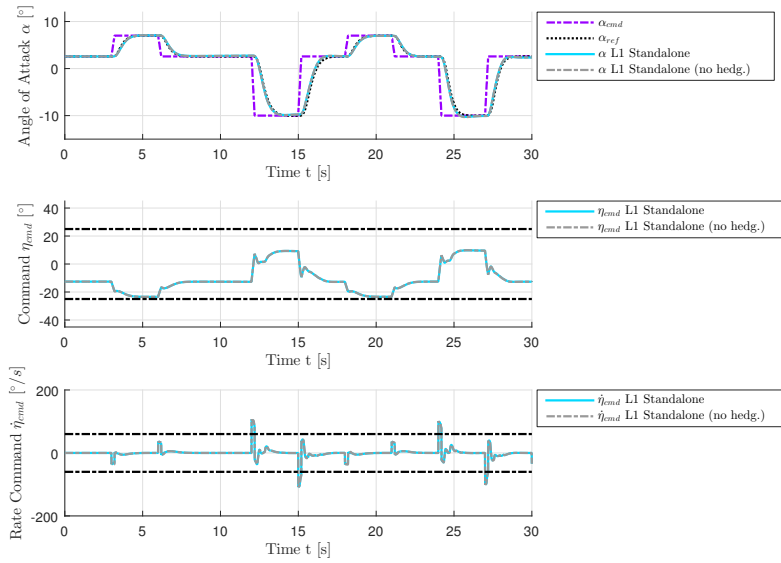 Angle of Attack α [°]
10
0
-10
0
5
10
15
20
25
30
Time t [s]
α_cmd
α_ref
α L1 Standalone
α L1 Standalone (no hedg.)
Command η_cmd [°]
40
20
0
-20
-40
0
5
10
15
20
25
30
Time t [s]
η_cmd L1 Standalone
η_cmd L1 Standalone (no hedg.)
Rate Command η̇_cmd [°/s]
200
0
-200
0
5
10
15
20
25
30
Time t [s]
η̇_cmd L1 Standalone
η̇_cmd L1 Standalone (no hedg.)